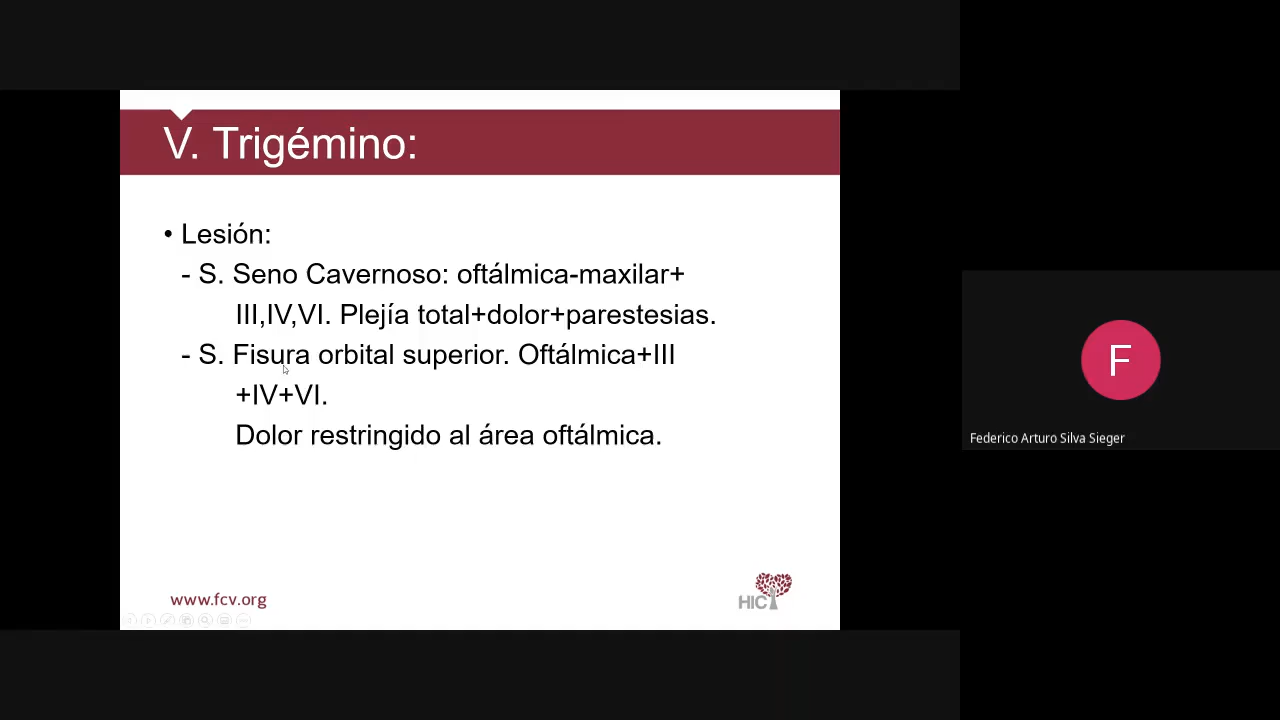 V. Trigémino:
• Lesión:
- S. Seno Cavernoso: oftálmica-maxilar+
III,IV,VI. Plejía total+dolor+parestesias.
- S. Fisura orbital superior. Oftálmica+III
+IV+VI.
Dolor restringido al área oftálmica.
www.fcv.org
HIC
F
Federico Arturo Silva Sieger